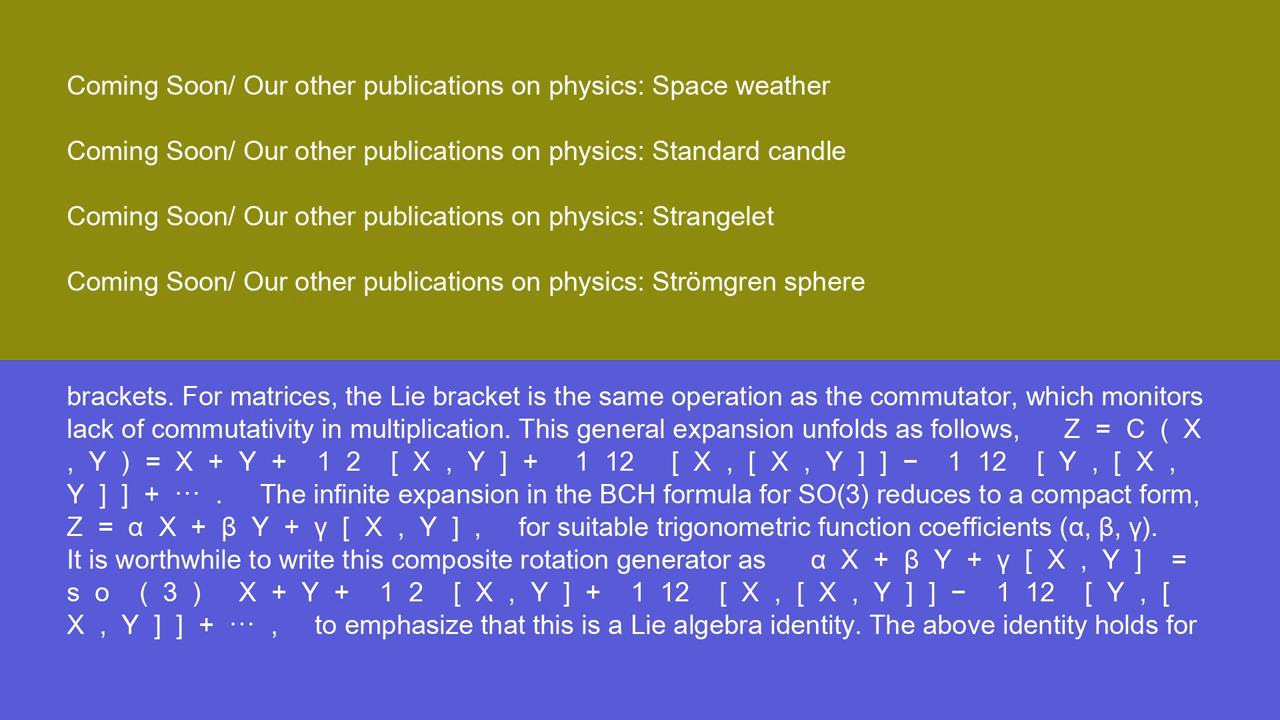 Coming Soon/ Our other publications on physics: Space weather
Coming Soon/ Our other publications on physics: Standard candle
Coming Soon/ Our other publications on physics: Strangelet
Coming Soon/ Our other publications on physics: Strömgren sphere
brackets. For matrices, the Lie bracket is the same operation as the commutator, which monitors
lack of commutativity in multiplication. This general expansion unfolds as follows, Z = C ( X
, Y ) = X + Y + 1 2 [ X , Y ] + 1 12 [ X , [ X , Y ] ] − 1 12 [ Y , [ X ,
Y ] ] + ⋯ . The infinite expansion in the BCH formula for SO(3) reduces to a compact form,
Z = α X + β Y + γ [ X , Y ] , for suitable trigonometric function coefficients (α, β, γ).
It is worthwhile to write this composite rotation generator as α X + β Y + γ [ X , Y ] =
s o ( 3 ) X + Y + 1 2 [ X , Y ] + 1 12 [ X , [ X , Y ] ] − 1 12 [ Y , [
X , Y ] ] + ⋯ , to emphasize that this is a Lie algebra identity. The above identity holds for